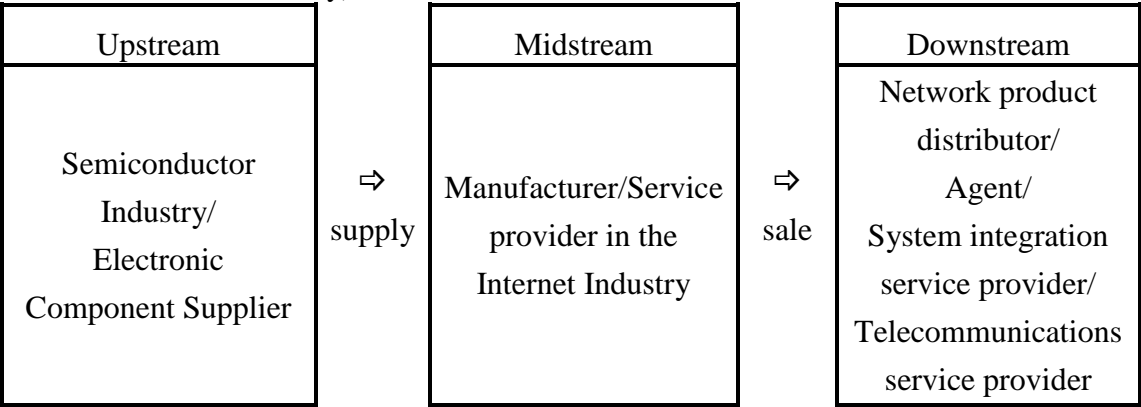 Upstream
Semiconductor
Industry/
Electronic
Component Supplier
⇨
supply
Midstream
Manufacturer/Service
provider in the
Internet Industry
⇨
sale
Downstream
Network product
distributor/
Agent/
System integration
service provider/
Telecommunications
service provider